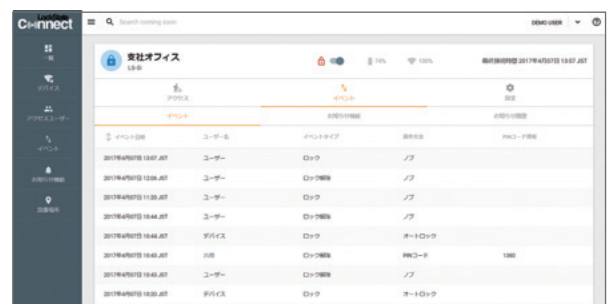 LockState
Connect
Search coming soon
DEMO USER
一覧
デバイス
アクセスユーザー
イベント
お知らせ機能
設置場所
支社オフィス
LS-6i
74%
100%
最終接続時間 2017年4月07日 13:07 JST
アクセス
イベント
設定
イベント
お知らせ機能
お知らせ履歴
イベント日時 ユーザー名 イベントタイプ 操作方法 PINコード情報
2017年4月07日 13:07 JST ユーザー ロック ノブ
2017年4月07日 12:06 JST ユーザー ロック解除 ノブ
2017年4月07日 11:20 JST ユーザー ロック ノブ
2017年4月07日 10:44 JST ユーザー ロック解除 ノブ
2017年4月07日 10:44 JST デバイス ロック オートロック
2017年4月07日 10:43 JST ロック解除 PINコード 1360
2017年4月07日 10:43 JST ユーザー ロック解除 ノブ
2017年4月07日 10:20 JST デバイス ロック オートロック